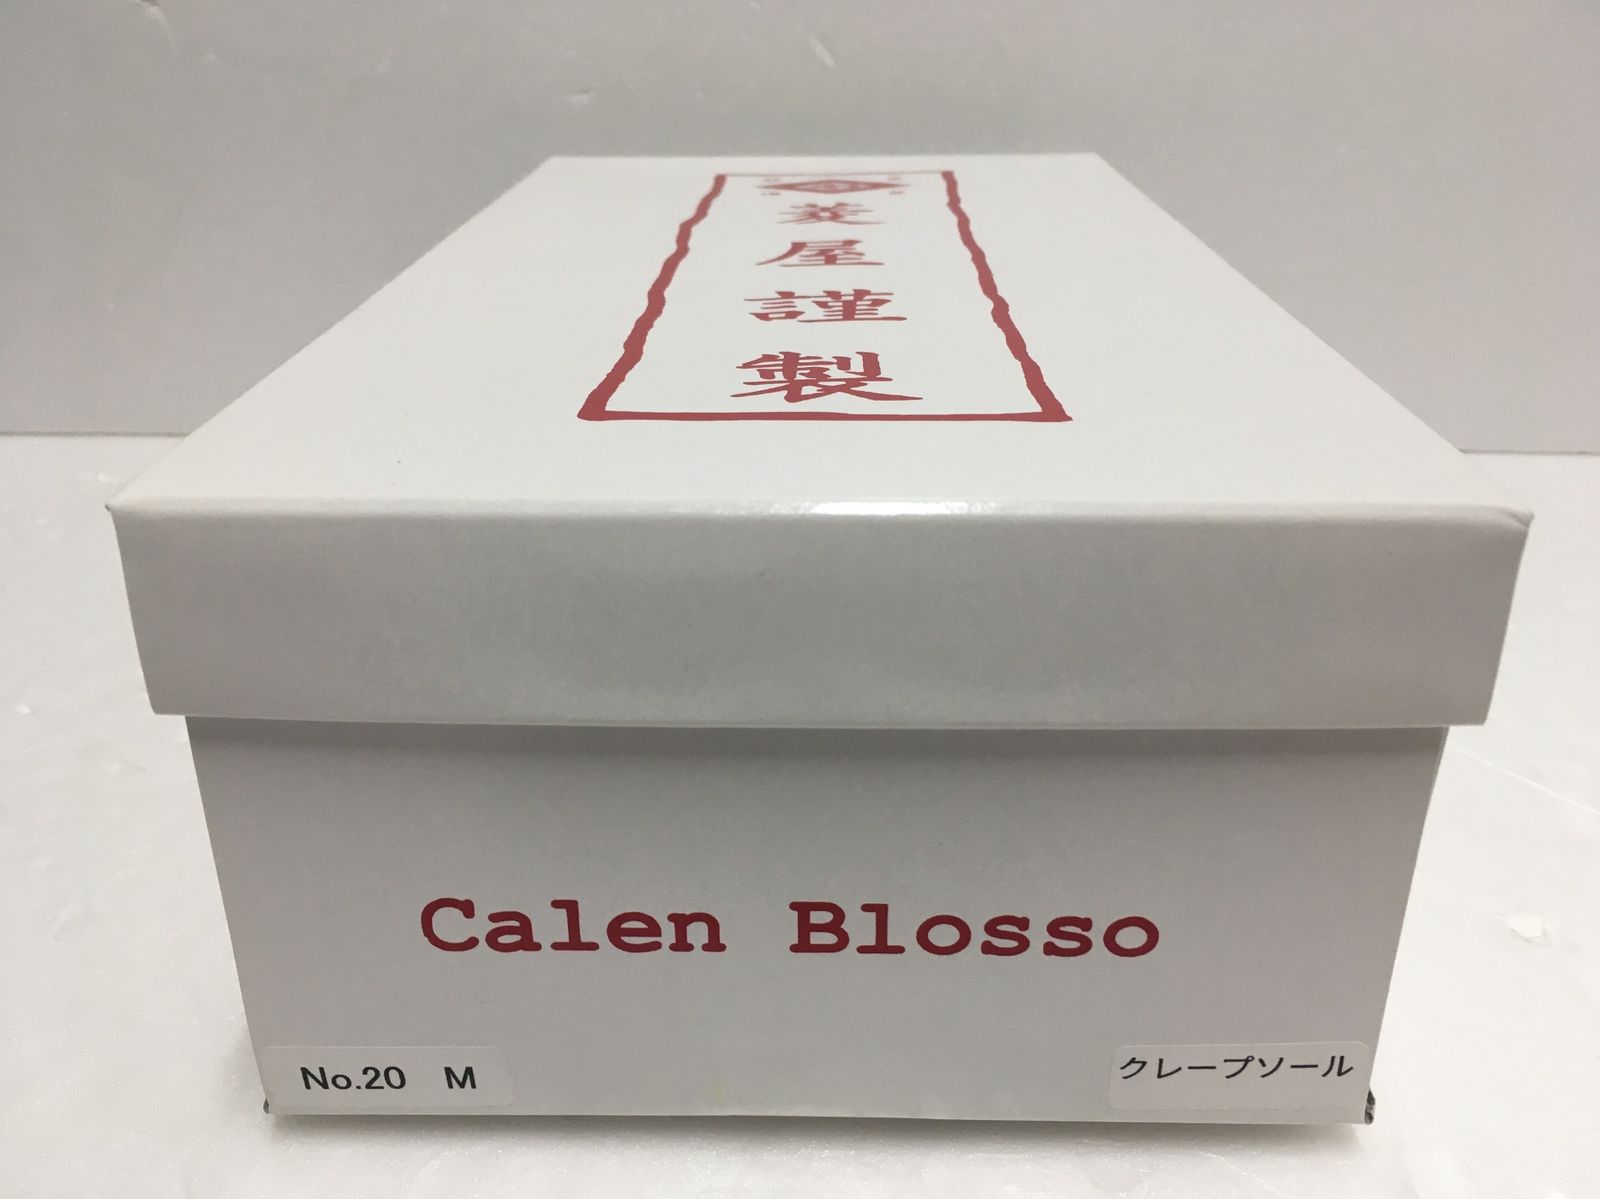 菱屋謹製
Calen Blosso
No.20 M
クレープソール